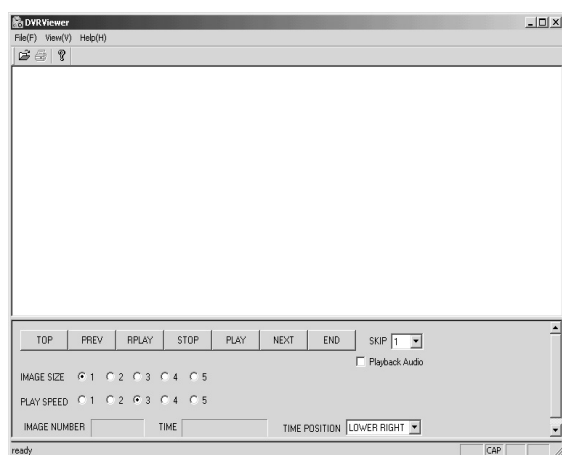 DVRViewer
File(F) View(V) Help(H)
TOP PREV RPLAY STOP PLAY NEXT END SKIP 1
Playback Audio
IMAGE SIZE 1 2 3 4 5
PLAY SPEED 1 2 3 4 5
IMAGE NUMBER TIME TIME POSITION LOWER RIGHT
ready CAP